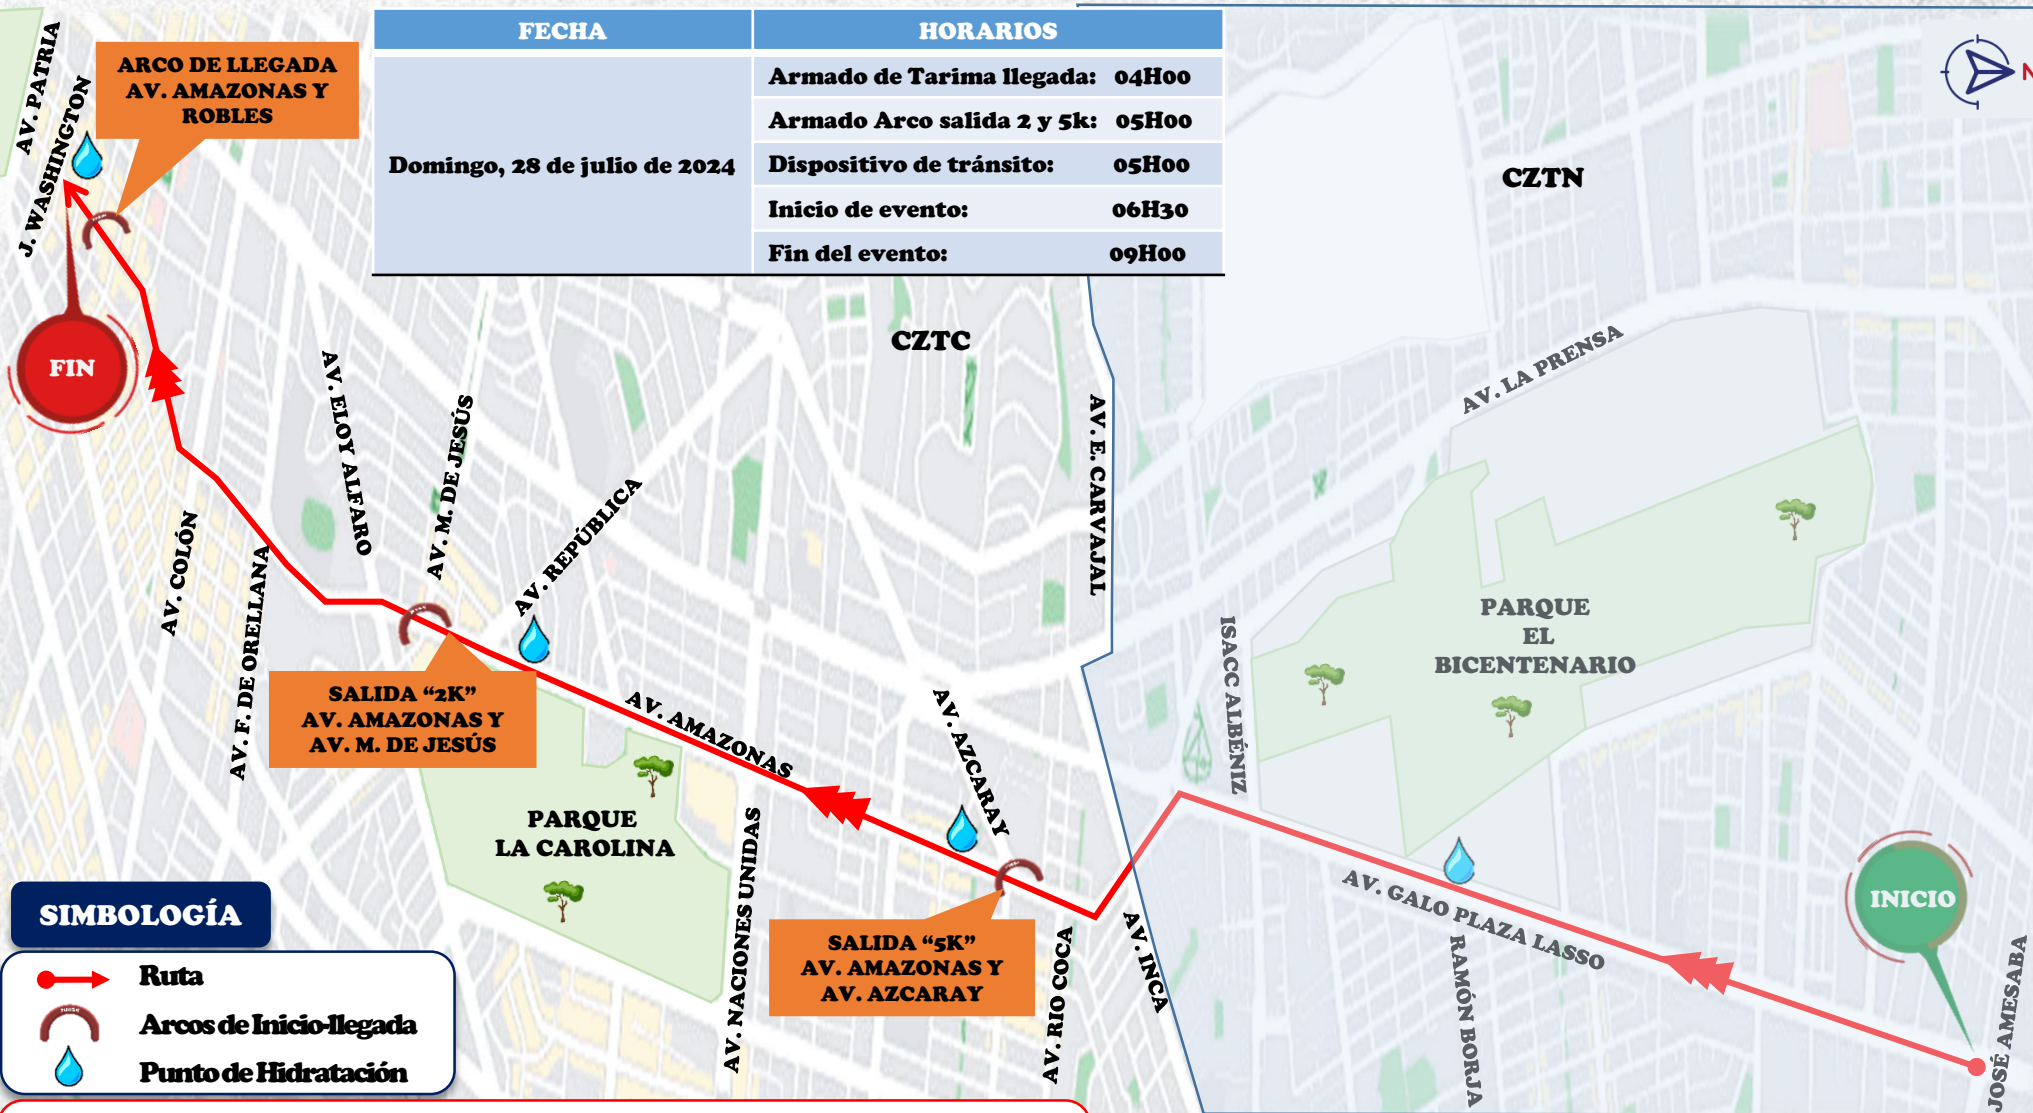 FECHA
HORARIOS
Domingo, 28 de julio de 2024
Armado de Tarima llegada: 04H00
Armado Arco salida 2 y 5k: 05H00
Dispositivo de tránsito: 05H00
Inicio de evento: 06H30
Fin del evento: 09H00
N
AV. PATRIA
J. WASHINGTON
ARCO DE LLEGADA
AV. AMAZONAS Y
ROBLES
CZTN
CZTC
FIN
AV. ELOY ALFARO
AV. M. DE JESÚS
AV. REPÚBLICA
AV. E. CARVAJAL
AV. LA PRENSA
AV. COLÓN
AV. F. DE ORELLANA
SALIDA “2K”
AV. AMAZONAS Y
AV. M. DE JESÚS
AV. AMAZONAS
AV. AZCARAY
ISACC ALBÉNIZ
PARQUE
EL
BICENTENARIO
PARQUE
LA CAROLINA
AV. NACIONES UNIDAS
SALIDA “5K”
AV. AMAZONAS Y
AV. AZCARAY
AV. RIO COCA
AV. INCA
AV. GALO PLAZA LASSO
RAMÓN BORJA
INICIO
JOSÉ AMESABA
SIMBOLOGÍA
Ruta
Arcos de Inicio-llegada
Punto de Hidratación